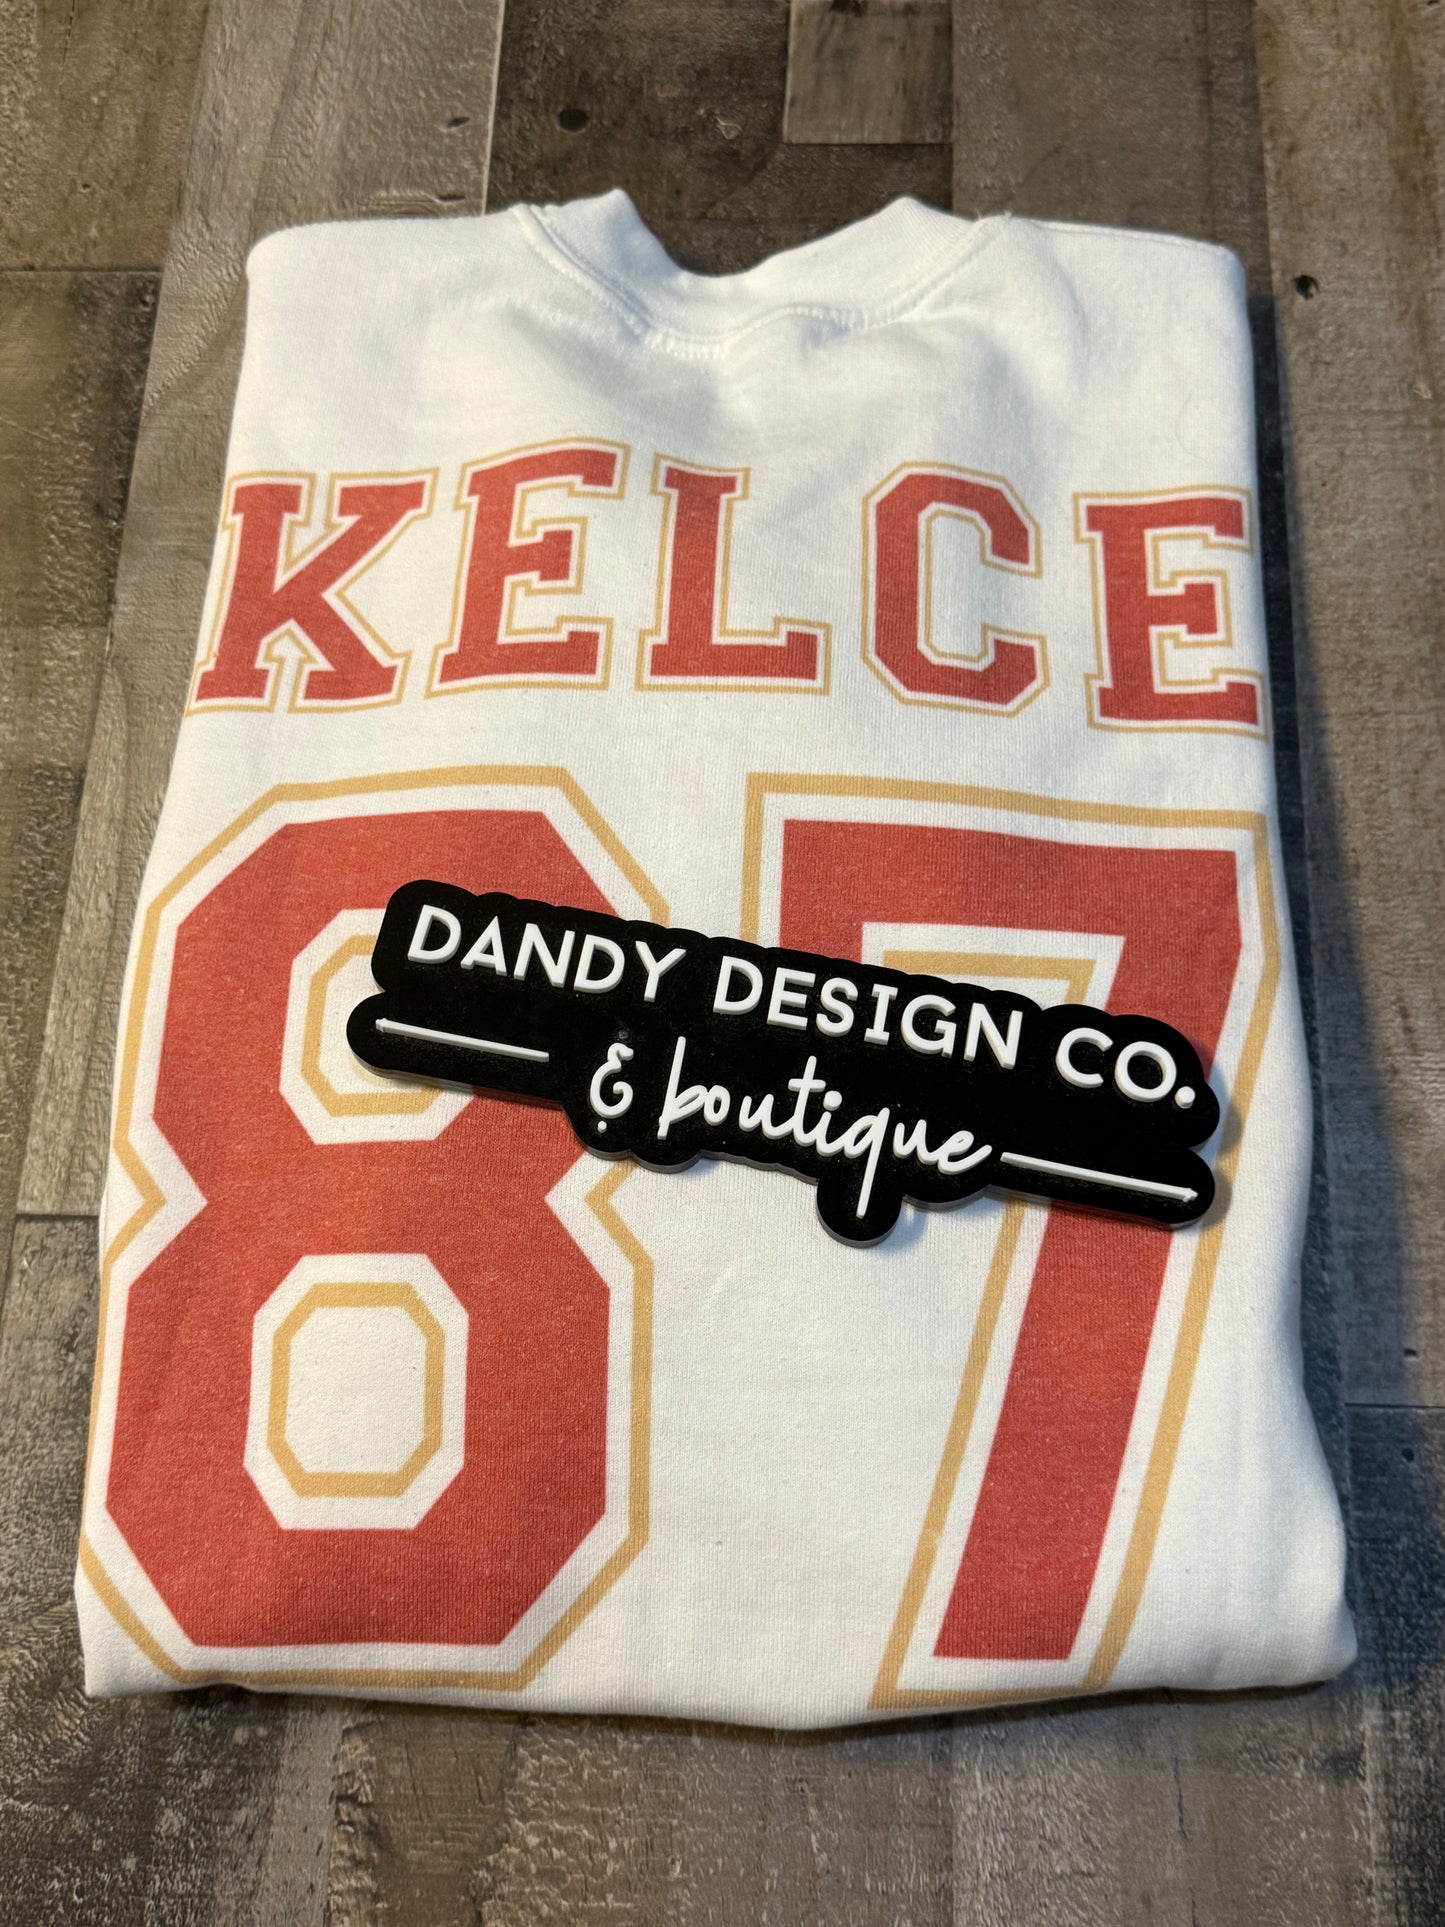 KELCE
87
DANDY DESIGN CO.
& boutique